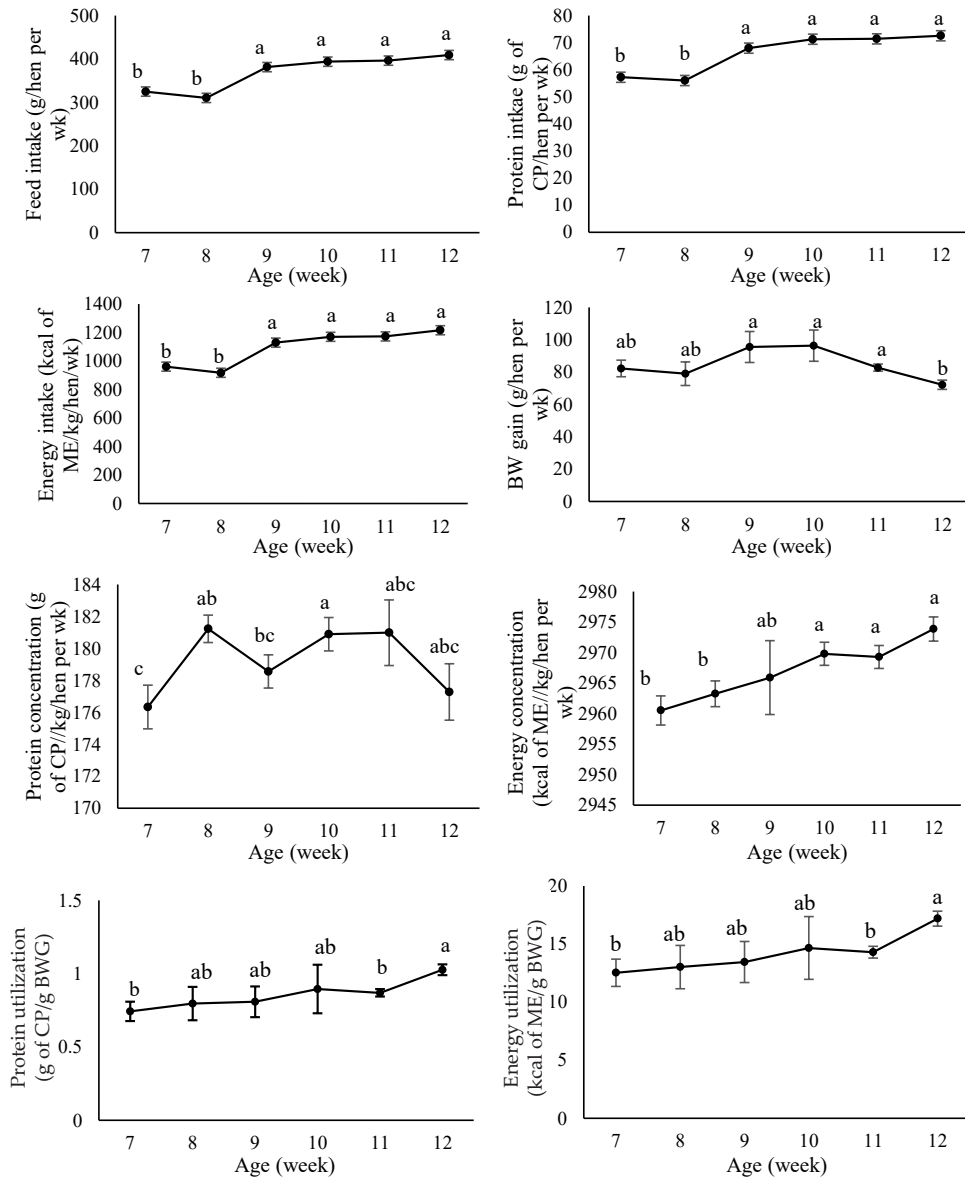 Feed intake (g/hen per
wk)
500
400
300
200
100
0
b
b
a
a
a
a
7 8 9 10 11 12
Age (week)
Protein intkae (g of
CP/hen per wk)
80
70
60
50
40
30
20
10
0
b
b
a
a
a
a
7 8 9 10 11 12
Age (week)
Energy intake (kcal of
ME/kg/hen/wk)
1400
1200
1000
800
600
400
200
0
b
b
a
a
a
a
7 8 9 10 11 12
Age (week)
BW gain (g/hen per
wk)
120
100
80
60
40
20
0
ab
ab
a
a
a
b
7 8 9 10 11 12
Age (week)
Protein concentration (g
of CP//kg/hen per wk)
184
182
180
178
176
174
172
170
c
ab
bc
a
abc
abc
7 8 9 10 11 12
Age (week)
Energy concentration
(kcal of ME//kg/hen per
wk)
2980
2975
2970
2965
2960
2955
2950
2945
b
b
ab
a
a
a
7 8 9 10 11 12
Age (week)
Protein utilization
(g of CP/g BWG)
1.5
1
0.5
0
b
ab
ab
ab
b
a
7 8 9 10 11 12
Age (week)
Energy utilization
(kcal of ME/g BWG)
20
15
10
5
0
b
ab
ab
ab
b
a
7 8 9 10 11 12
Age (week)